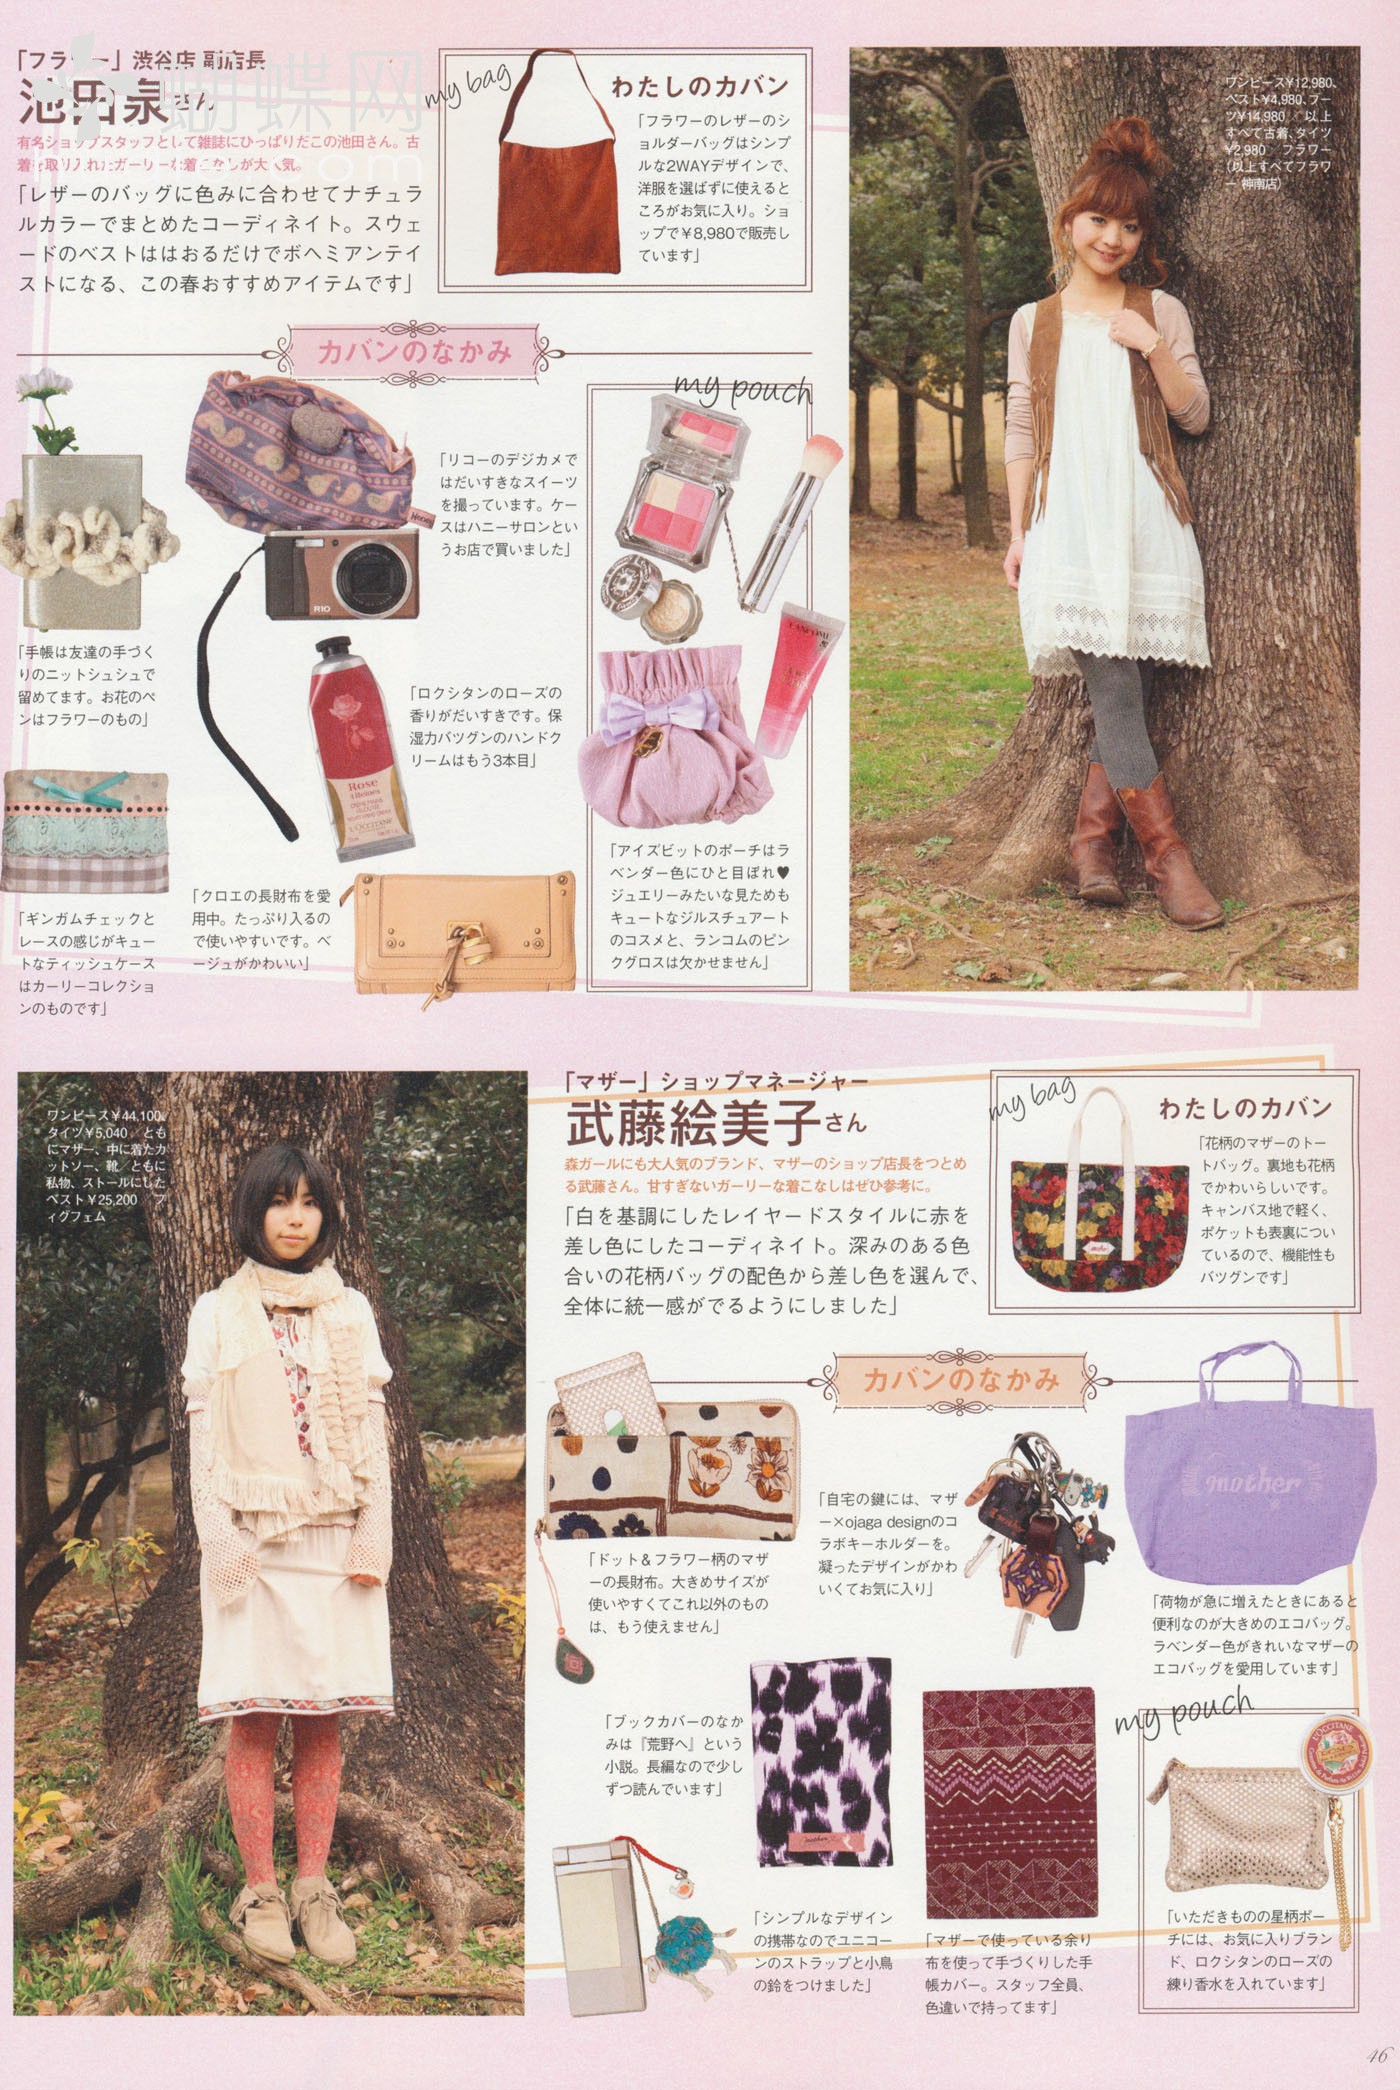 「フラワー」渋谷店 副店長
池田泉さん
有名ショップスタッフとして雑誌にひっぱりだこの池田さん。古
着を取り入れたガーリーな着こなしが大人気。
「レザーのバッグに色みに合わせてナチュラ
ルカラーでまとめたコーディネイト。スウェ
ードのベストははおるだけでボヘミアンテイ
ストになる、この春おすすめアイテムです」
my bag
わたしのカバン
「フラワーのレザーのシ
ョルダーバッグはシンプ
ルな2WAYデザインで、
洋服を選ばずに使えると
ころがお気に入り。ショ
ップで￥8,980で販売し
ています」
ワンピース¥12,980、
ベスト¥4,980、ブー
ツ¥14,980／以上
すべて古着、タイツ
¥2,980／フラワー
(以上すべてフラワ
ー 神南店)
蝴蝶网
カバンのなかみ
「手帳は友達の手づく
りのニットシュシュで
留めてます。お花のペ
ンはフラワーのもの」
「リコーのデジカメで
はだいすきなスイーツ
を撮っています。ケー
スはハニーサロンとい
うお店で買いました」
R10
「ロクシタンのローズの
香りがだいすきです。保
湿力バツグンのハンドク
リームはもう3本目」
Rose
4 Reines
L'OCCITANE
「ギンガムチェックと
レースの感じがキュー
トなティッシュケース
はカーリーコレクショ
ンのものです」
「クロエの長財布を愛
用中。たっぷり入るの
で使いやすいです。ベ
ージュがかわいい」
my pouch
LANCOME
「アイズビットのポーチはラ
ベンダー色にひと目ぼれ♥
ジュエリーみたいな見ためも
キュートなジルスチュアート
のコスメと、ランコムのピン
クグロスは欠かせません」
ワンピース￥44,100、
タイツ￥5,040／とも
にマザー、中に着たカ
ットソー、靴／ともに
私物、ストールにした
ベスト￥25,200／フ
ィグフェム
「マザー」ショップマネージャー
武藤絵美子さん
森ガールにも大人気のブランド、マザーのショップ店長をつとめ
る武藤さん。甘すぎないガーリーな着こなしはぜひ参考に。
「白を基調にしたレイヤードスタイルに赤を
差し色にしたコーディネイト。深みのある色
合いの花柄バッグの配色から差し色を選んで、
全体に統一感がでるようにしました」
my bag
わたしのカバン
「花柄のマザーのトー
トバッグ。裏地も花柄
でかわいらしいです。
キャンバス地で軽く、
ポケットも表裏につい
ているので、機能性も
バツグンです」
mother
カバンのなかみ
「ドット＆フラワー柄のマザ
ーの長財布。大きめサイズが
使いやすくてこれ以外のもの
は、もう使えません」
「自宅の鍵には、マザ
ー×ojaga designのコ
ラボキーホルダーを。
凝ったデザインがかわ
いくてお気に入り」
mother
「荷物が急に増えたときにあると
便利なのが大きめのエコバッグ。
ラベンダー色がきれいなマザーの
エコバッグを愛用しています」
「ブックカバーのなか
みは『荒野へ』という
小説。長編なので少し
ずつ読んでいます」
mother
「シンプルなデザイン
の携帯なのでユニコー
ンのストラップと小鳥
の鈴をつけました」
「マザーで使っている余り
布を使って手づくりした手
帳カバー。スタッフ全員、
色違いで持ってます」
my pouch
L'OCCITANE
「いただきものの星柄ポー
チには、お気に入りブラン
ド、ロクシタンのローズの
練り香水を入れています」
46